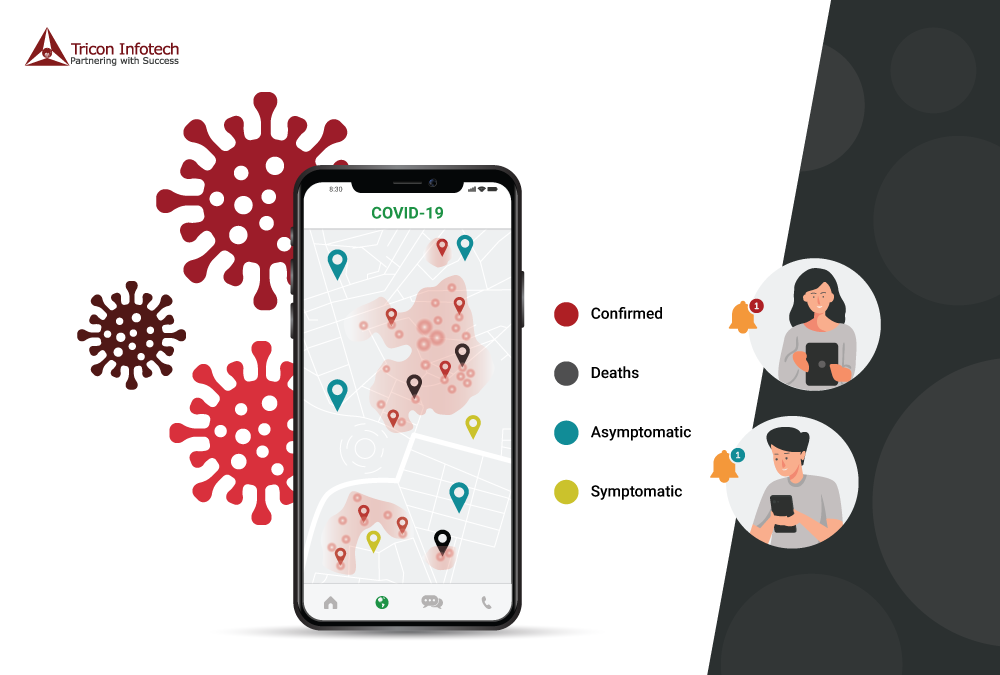 Tricon Infotech
Partnering with Success
8:30
COVID-19
Confirmed
Deaths
Asymptomatic
Symptomatic
1
1